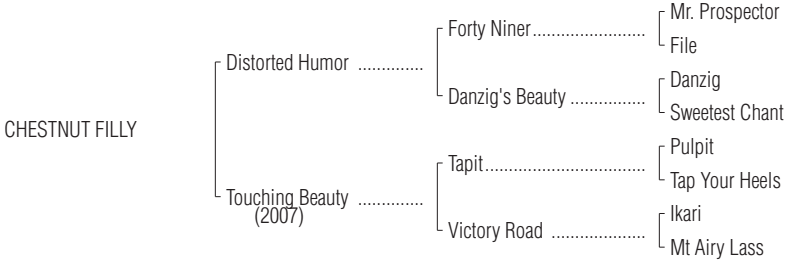 Mr. Prospector
Forty Niner........................
File
Distorted Humor ..............
Danzig
Danzig's Beauty ................
Sweetest Chant
CHESTNUT FILLY
Pulpit
Tapit..................................
Tap Your Heels
Touching Beauty ..............
(2007)
Ikari
Victory Road ....................
Mt Airy Lass